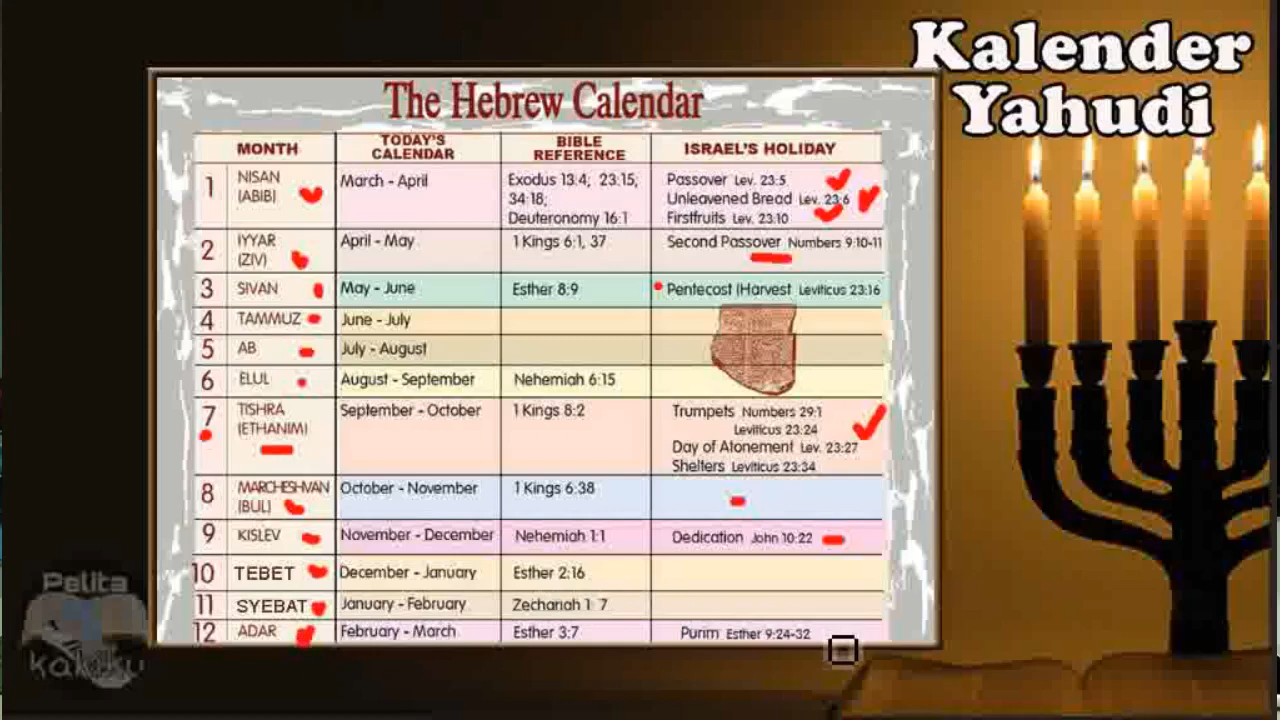 Kalender
Yahudi
The Hebrew Calendar
MONTH
TODAY'S
CALENDAR
BIBLE
REFERENCE
ISRAEL'S HOLIDAY
1
NISAN
(ABIB)
March - April
Exodus 13:4; 23:15,
34:18;
Deuteronomy 16:1
Passover Lev. 23:5
Unleavened Bread Lev. 23:6
Firstfruits Lev. 23:10
2
IYYAR
(ZIV)
April - May
1 Kings 6:1, 37
Second Passover Numbers 9:10-11
3
SIVAN
May - June
Esther 8:9
Pentecost (Harvest Leviticus 23:16
4
TAMMUZ
June - July
5
AB
July - August
6
ELUL
August - September
Nehemiah 6:15
7
TISHRA
(ETHANIM)
September - October
1 Kings 8:2
Trumpets Numbers 29:1
Leviticus 23:24
Day of Atonement Lev. 23:27
Shelters Leviticus 23:34
8
MARCHESHVAN
(BUL)
October - November
1 Kings 6:38
9
KISLEV
November - December
Nehemiah 1:1
Dedication John 10:22
10
TEBET
December - January
Esther 2:16
11
SYEBAT
January - February
Zechariah 1: 7
12
ADAR
February - March
Esther 3:7
Purim Esther 9:24-32
Pelita
kakiku